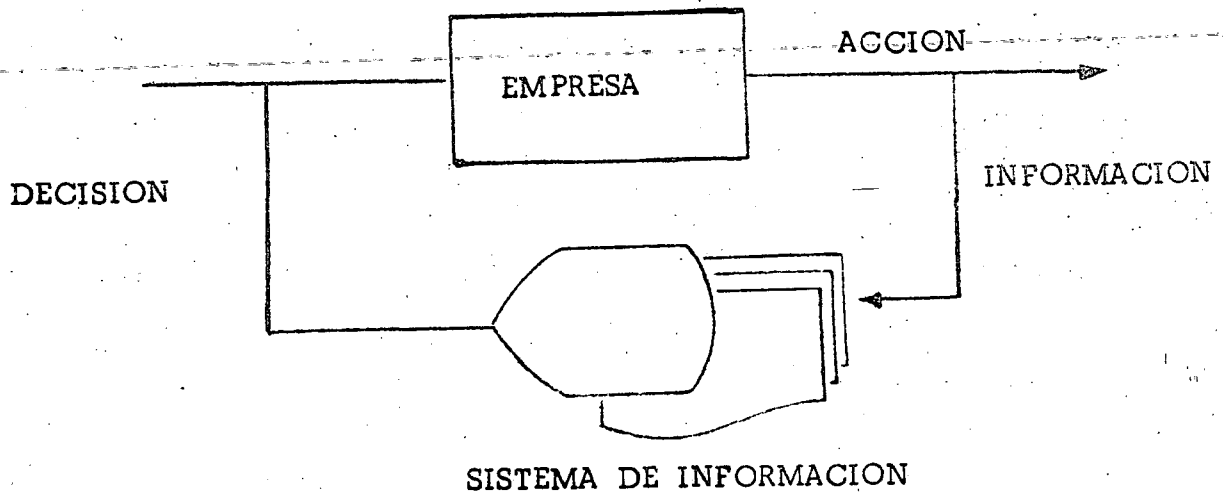 ACCION
EMPRESA
DECISION
INFORMACION
SISTEMA DE INFORMACION